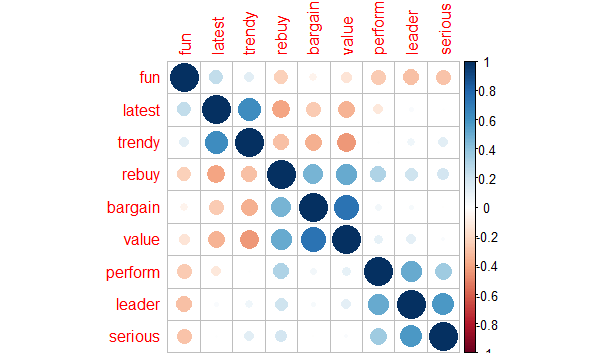 fun
latest
trendy
rebuy
bargain
value
perform
leader
serious
fun
latest
trendy
rebuy
bargain
value
perform
leader
serious
1
0.8
0.6
0.4
0.2
0
-0.2
-0.4
-0.6
-0.8
-1